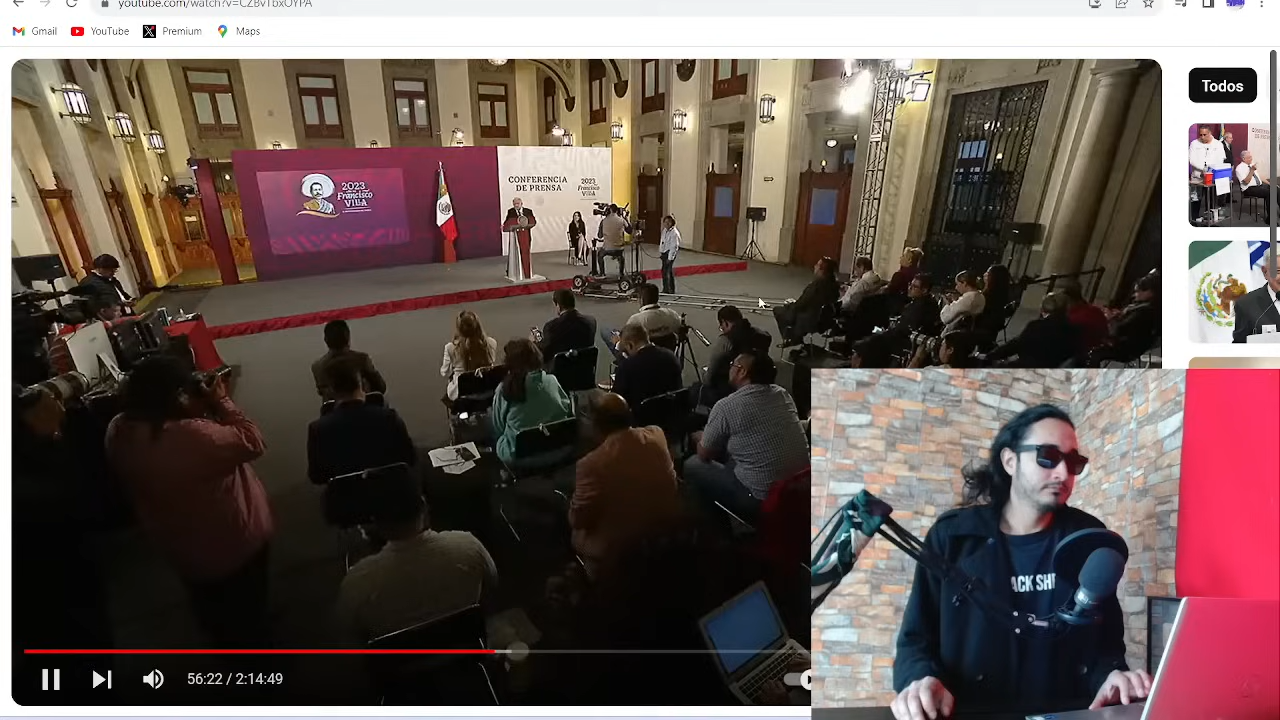 youtube.com/watch?v=CZBvTbxOYPA
Gmail
YouTube
Premium
Maps
Todos
2023
Francisco
VILLA
CONFERENCIA
DE PRENSA
2023
Francisco
VILLA
ACK SHE
56:22 / 2:14:49